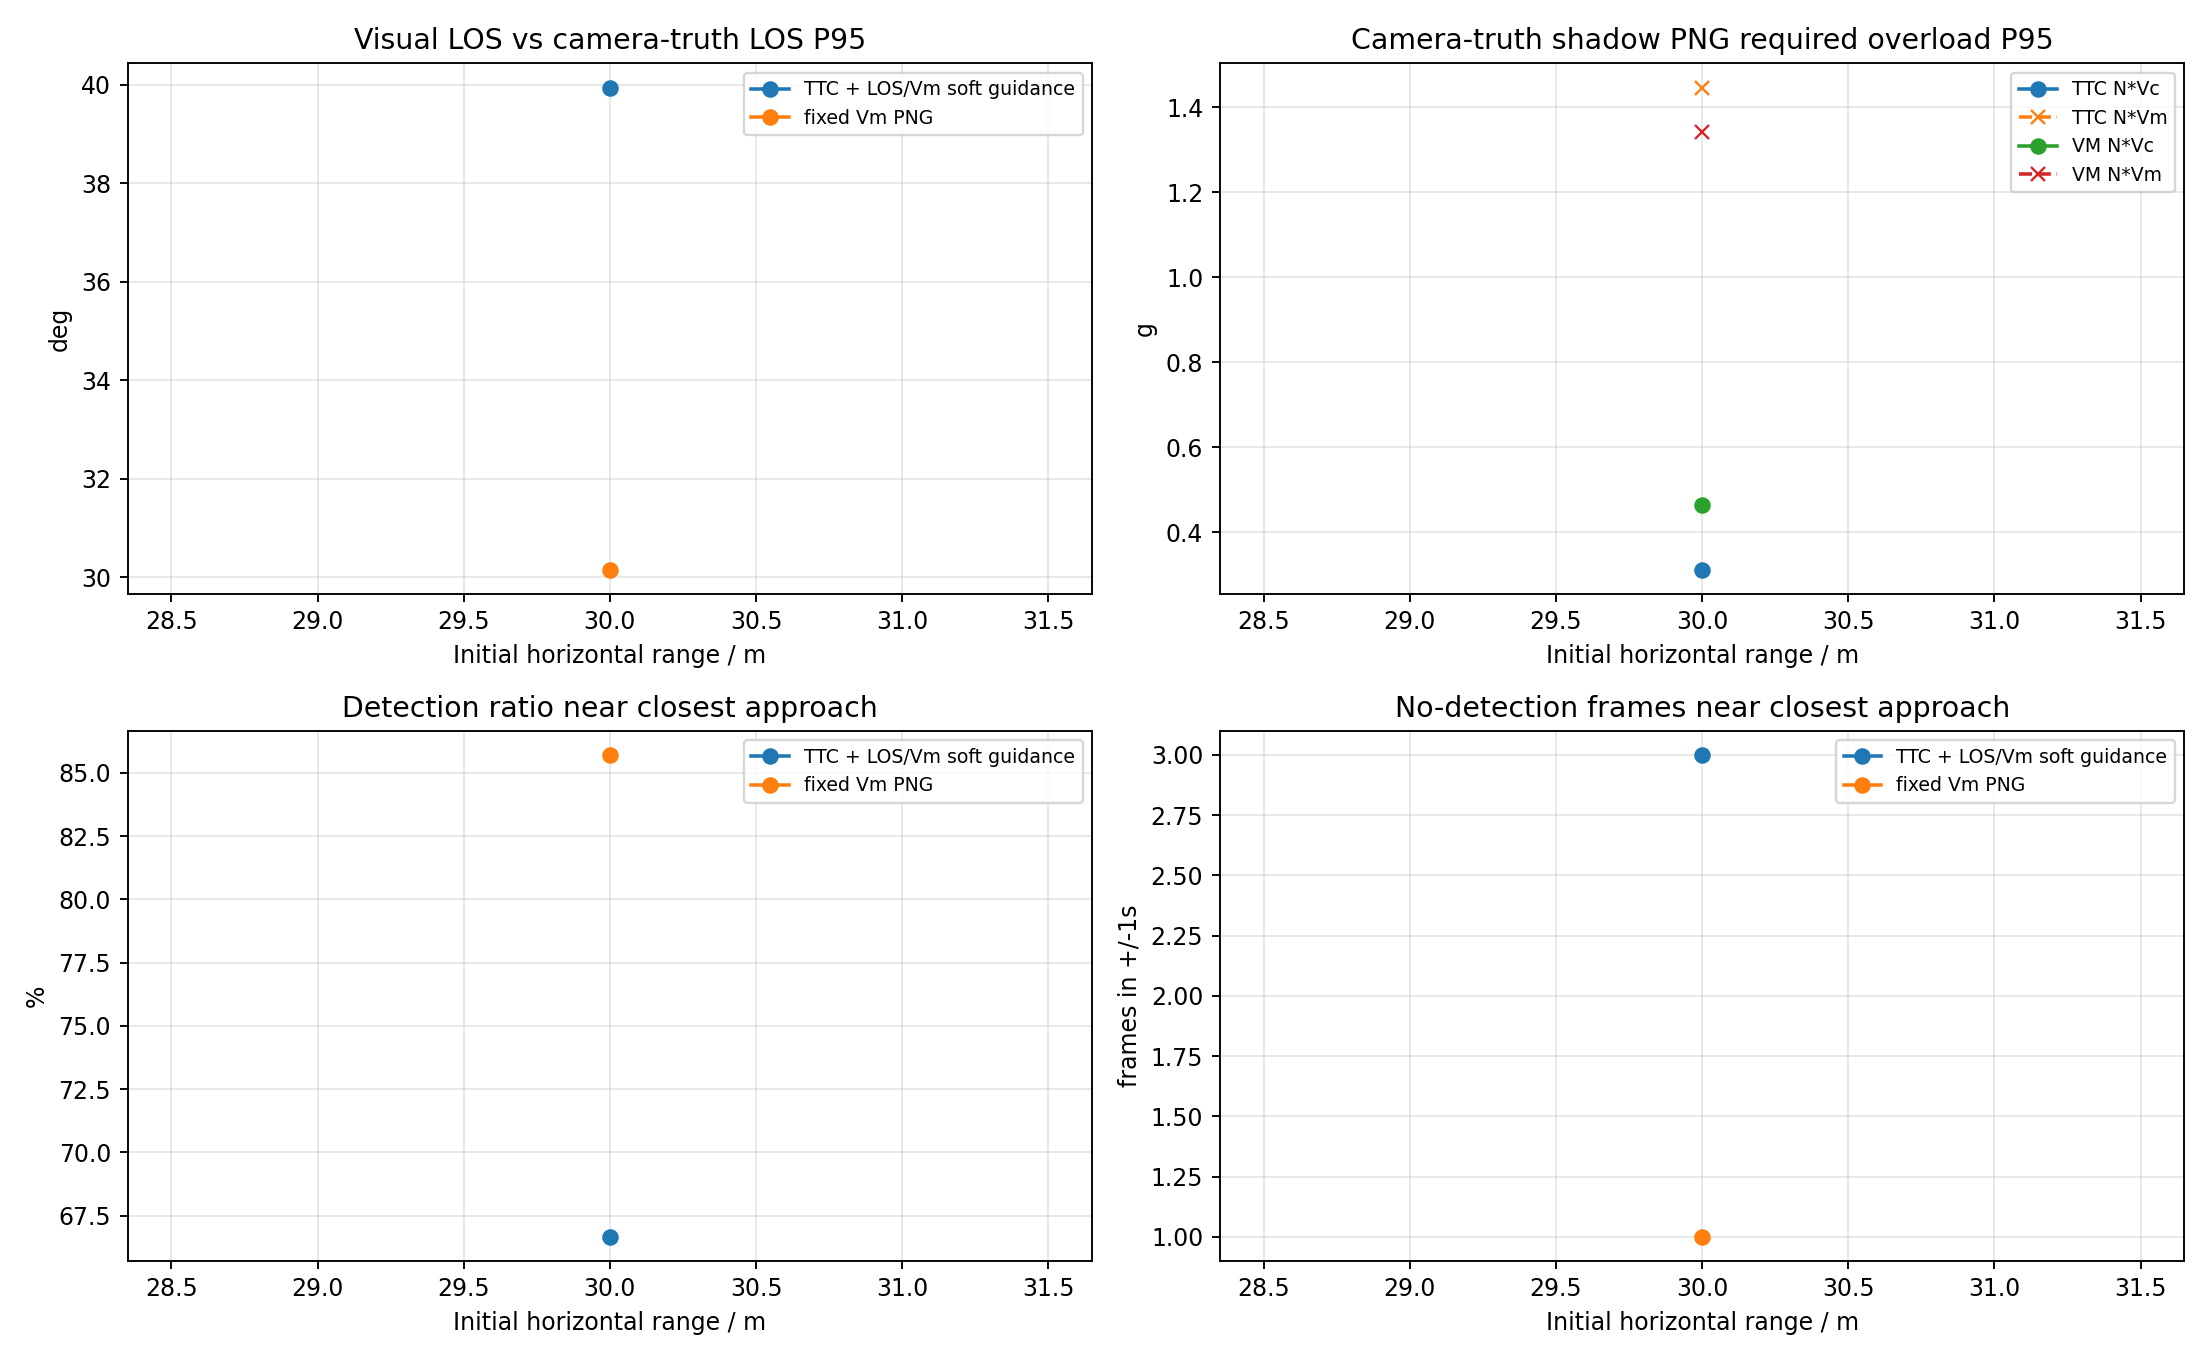 Visual LOS vs camera-truth LOS P95
40
38
36
34
32
30
deg
TTC + LOS/Vm soft guidance
fixed Vm PNG
28.5 29.0 29.5 30.0 30.5 31.0 31.5
Initial horizontal range / m
Camera-truth shadow PNG required overload P95
1.4
1.2
1.0
0.8
0.6
0.4
g
TTC N*Vc
TTC N*Vm
VM N*Vc
VM N*Vm
28.5 29.0 29.5 30.0 30.5 31.0 31.5
Initial horizontal range / m
Detection ratio near closest approach
85.0
82.5
80.0
77.5
75.0
72.5
70.0
67.5
%
TTC + LOS/Vm soft guidance
fixed Vm PNG
28.5 29.0 29.5 30.0 30.5 31.0 31.5
Initial horizontal range / m
No-detection frames near closest approach
3.00
2.75
2.50
2.25
2.00
1.75
1.50
1.25
1.00
frames in +/-1s
TTC + LOS/Vm soft guidance
fixed Vm PNG
28.5 29.0 29.5 30.0 30.5 31.0 31.5
Initial horizontal range / m